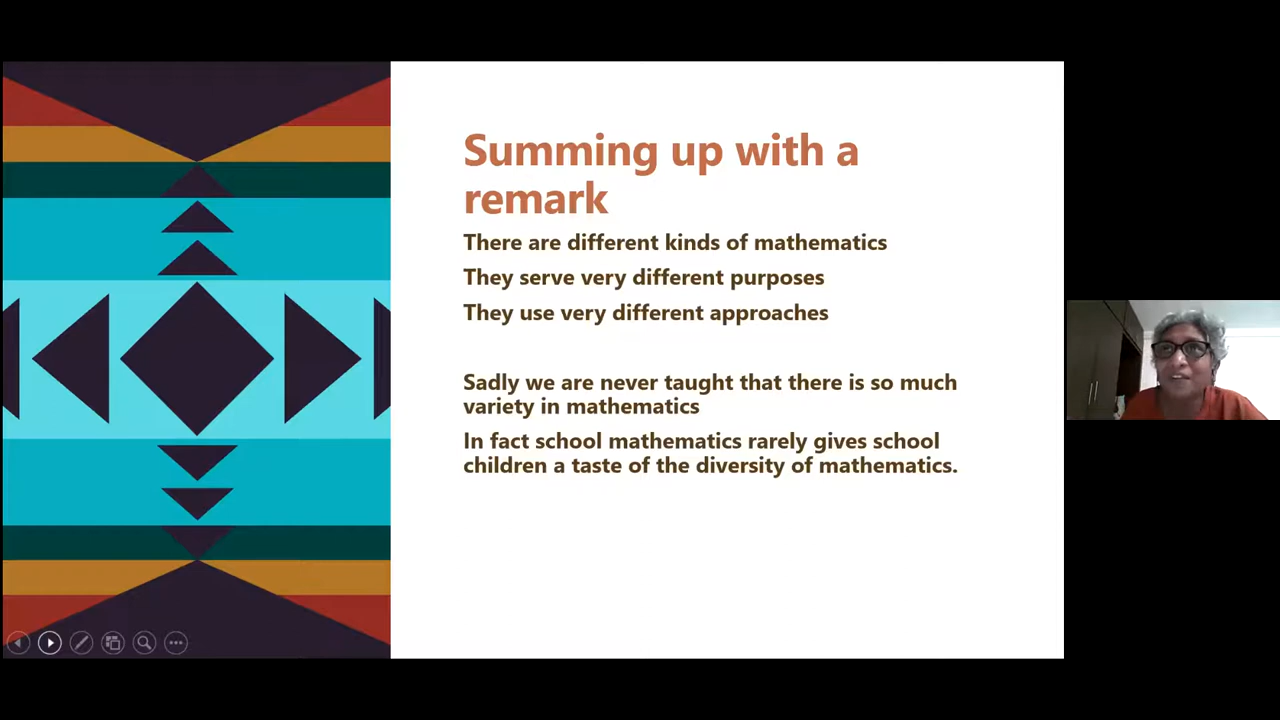 Summing up with a
remark
There are different kinds of mathematics
They serve very different purposes
They use very different approaches
Sadly we are never taught that there is so much
variety in mathematics
In fact school mathematics rarely gives school
children a taste of the diversity of mathematics.